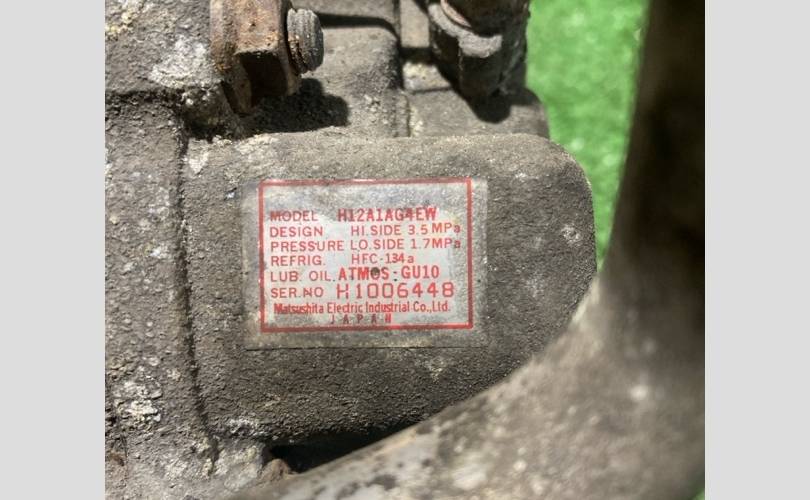 MODEL H12A1AG4EW
DESIGN HI.SIDE 3.5 MPa
PRESSURE LO.SIDE 1.7MPa
REFRIG. HFC-134a
LUB. OIL. ATMOS-GU10
SER.NO H1006448
Matsushita Electric Industrial Co.,Ltd.
JAPAN